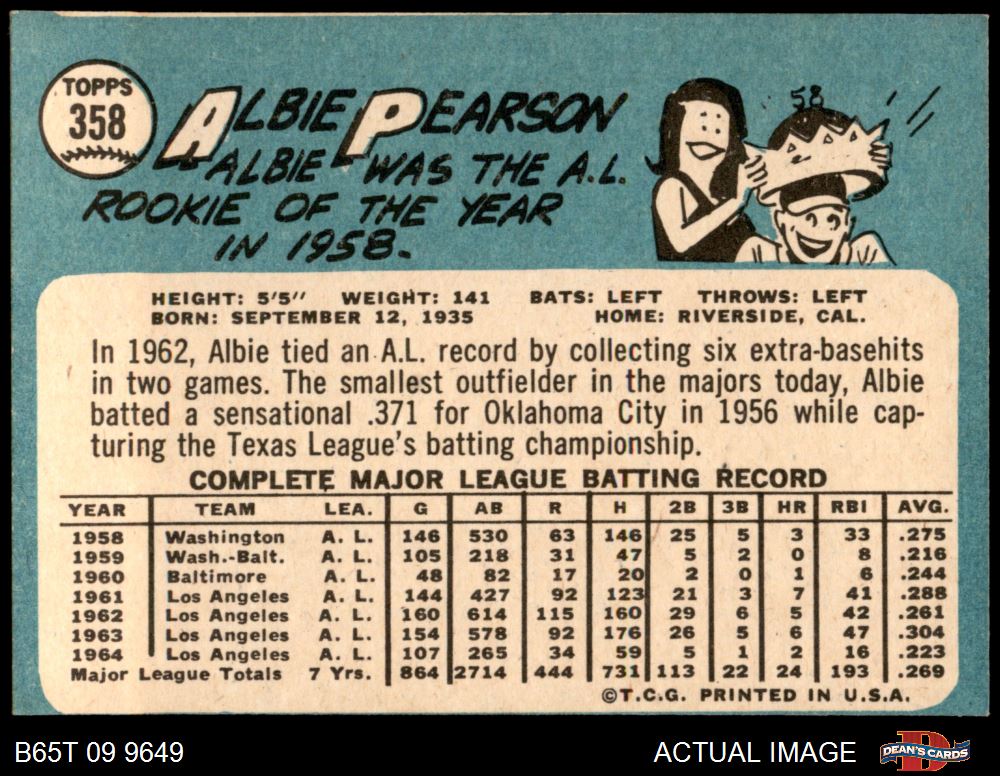 TOPPS
358
ALBIE PEARSON
ALBIE WAS THE A.L.
ROOKIE OF THE YEAR
IN 1958.
58
HEIGHT: 5'5" WEIGHT: 141 BATS: LEFT THROWS: LEFT
BORN: SEPTEMBER 12, 1935 HOME: RIVERSIDE, CAL.
In 1962, Albie tied an A.L. record by collecting six extra-basehits
in two games. The smallest outfielder in the majors today, Albie
batted a sensational .371 for Oklahoma City in 1956 while cap-
turing the Texas League's batting championship.
COMPLETE MAJOR LEAGUE BATTING RECORD
YEAR TEAM LEA. G AB R H 2B 3B HR RBI AVG.
1958 Washington A. L. 146 530 63 146 25 5 3 33 .275
1959 Wash.-Balt. A. L. 105 218 31 47 5 2 0 8 .216
1960 Baltimore A. L. 48 82 17 20 2 0 1 6 .244
1961 Los Angeles A. L. 144 427 92 123 21 3 7 41 .288
1962 Los Angeles A. L. 160 614 115 160 29 6 5 42 .261
1963 Los Angeles A. L. 154 578 92 176 26 5 6 47 .304
1964 Los Angeles A. L. 107 265 34 59 5 1 2 16 .223
Major League Totals 7 Yrs. 864 2714 444 731 113 22 24 193 .269
©T.C.G. PRINTED IN U.S.A.
B65T 09 9649 ACTUAL IMAGE DEAN'S CARDS